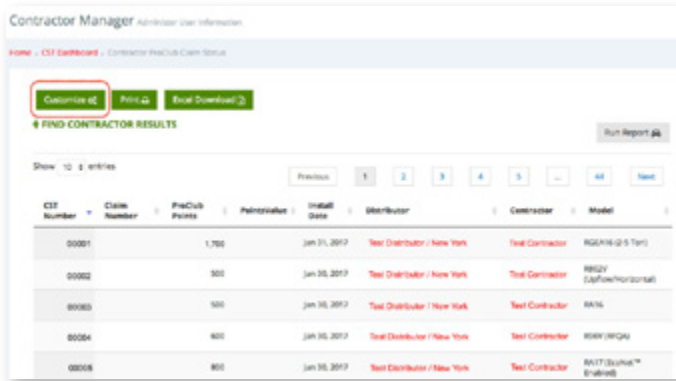 Contractor Manager Administer User Information
Home CST Dashboard Contractor ProClub Claim Status
Customize Print Excel Download
FIND CONTRACTOR RESULTS
Run Report
Show 10 entries
Previous 1 2 3 4 5 ... 44 Next
CST Number Claim Number ProClub Points PointsValue Install Date Distributor Contractor Model
00001 1,700 Jan 31, 2017 Test Distributor / New York Test Contractor (2-5 Ton)
00002 500 Jan 30, 2017 Test Distributor / New York Test Contractor (Upflow/Horizontal)
00003 500 Jan 30, 2017 Test Distributor / New York Test Contractor RA16
00004 600 Jan 30, 2017 Test Distributor / New York Test Contractor
00005 800 Jan 30, 2017 Test Distributor / New York Test Contractor RA17 (EcoNet™ Enabled)